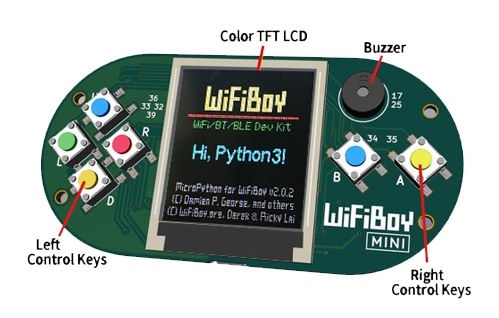 Color TFT LCD
Buzzer
U
36
33 32
39
17
25
WiFiBoy
WiFi/BT/BLE Dev Kit
L
R
Hi, Python3!
34 35
B
A
MicroPython for WiFiBoy v2.0.2
(C) Damien P. George, and others
(C) WiFiBoy.org, Derek & Ricky Lai
D
WiFiBoy
MINI
Left
Control Keys
Right
Control Keys